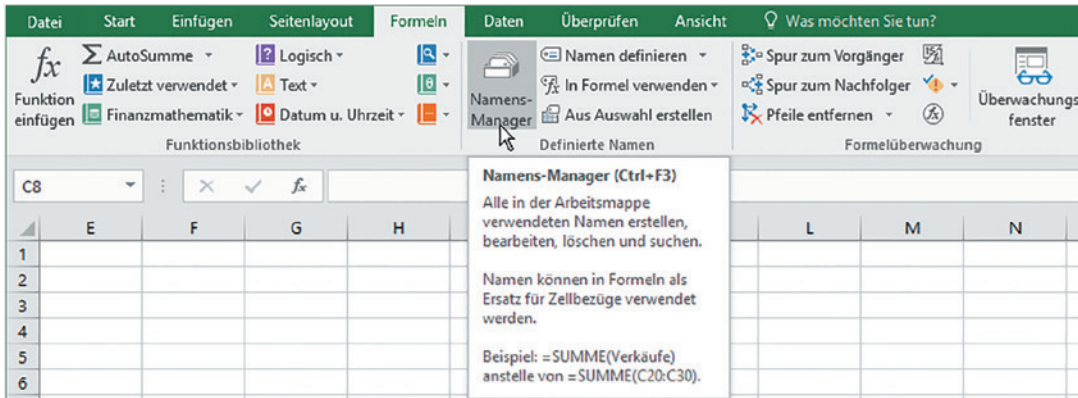 Datei Start Einfügen Seitenlayout Formeln Daten Überprüfen Ansicht Was möchten Sie tun?
fx Funktion einfügen
Σ AutoSumme
Zuletzt verwendet
Finanzmathematik
? Logisch
A Text
Datum u. Uhrzeit
θ
Funktionsbibliothek
Namens-
Manager
Namen definieren
fx In Formel verwenden
Aus Auswahl erstellen
Definierte Namen
Spur zum Vorgänger
Spur zum Nachfolger
Pfeile entfernen
fx
Formelüberwachung
Überwachungs
fenster
C8 fx
E F G H L M N
1
2
3
4
5
6
Namens-Manager (Ctrl+F3)
Alle in der Arbeitsmappe
verwendeten Namen erstellen,
bearbeiten, löschen und suchen.
Namen können in Formeln als
Ersatz für Zellbezüge verwendet
werden.
Beispiel: =SUMME(Verkäufe)
anstelle von =SUMME(C20:C30).